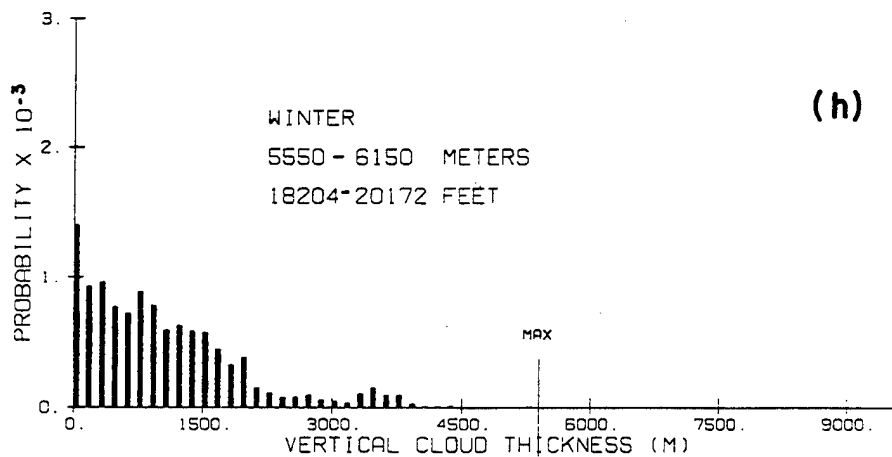 3.
(h)
WINTER
5550-6150 METERS
18204-20172 FEET
2.
PROBABILITY X 10-3
1.
MAX
0.
0. 1500. 3000. 4500. 6000. 7500. 9000.
VERTICAL CLOUD THICKNESS (M)